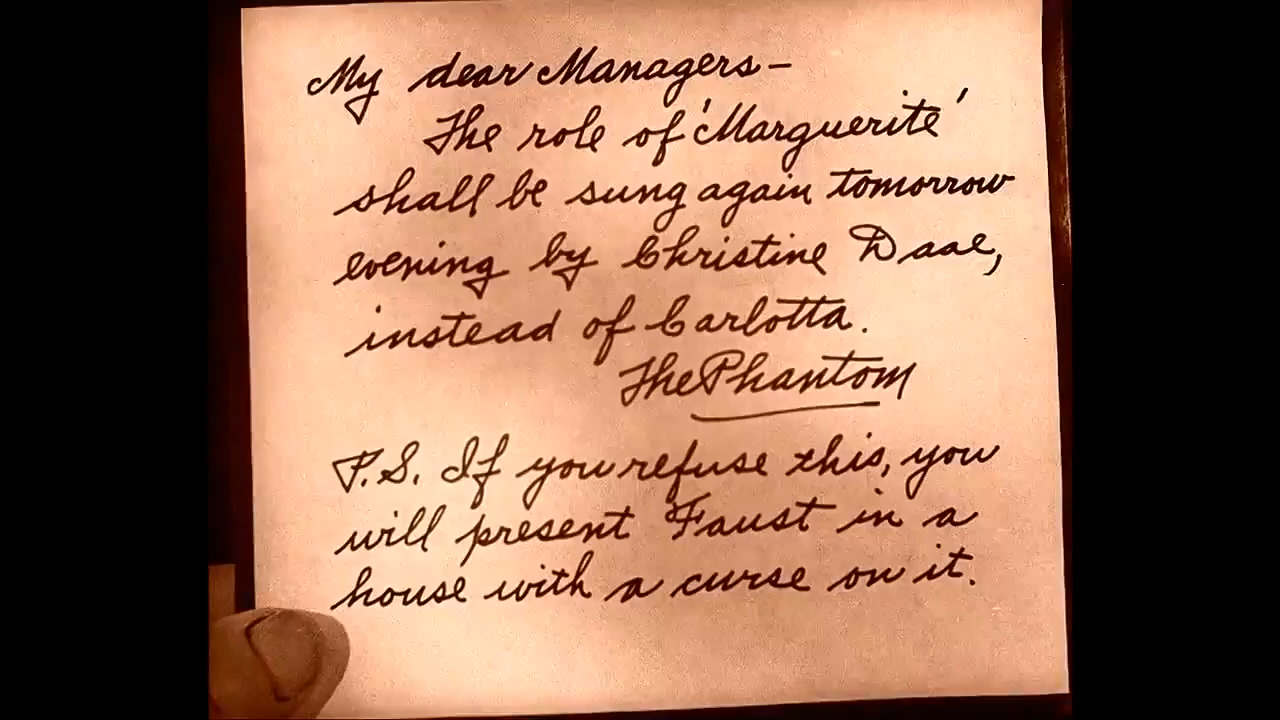 My dear Managers—
The role of 'Marguerite'
shall be sung again tomorrow
evening by Christine Daae,
instead of Carlotta.
The Phantom
P.S. If you refuse this, you
will present Faust in a
house with a curse on it.